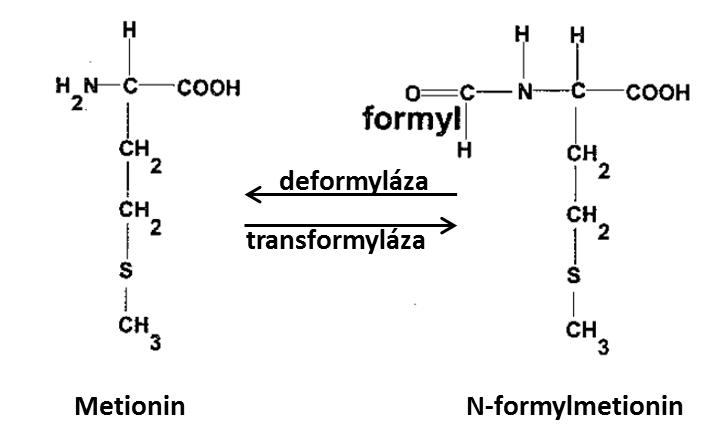 H
H₂N C COOH
CH₂
CH₂
S
CH₃
Metionin
deformyláza
transformyláza
H H
O C N C COOH
formyl
H
CH₂
CH₂
S
CH₃
N-formylmetionin